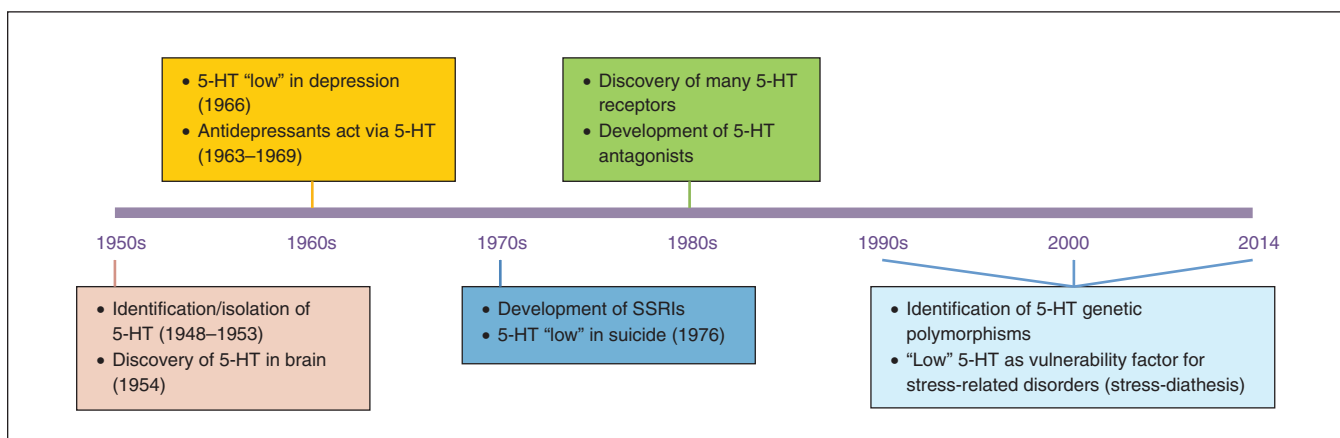 • 5-HT “low” in depression
(1966)
• Antidepressants act via 5-HT
(1963–1969)
• Discovery of many 5-HT
receptors
• Development of 5-HT
antagonists
1950s 1960s 1970s 1980s 1990s 2000 2014
• Identification/isolation of
5-HT (1948–1953)
• Discovery of 5-HT in brain
(1954)
• Development of SSRIs
• 5-HT “low” in suicide (1976)
• Identification of 5-HT genetic
polymorphisms
• “Low” 5-HT as vulnerability factor for
stress-related disorders (stress-diathesis)